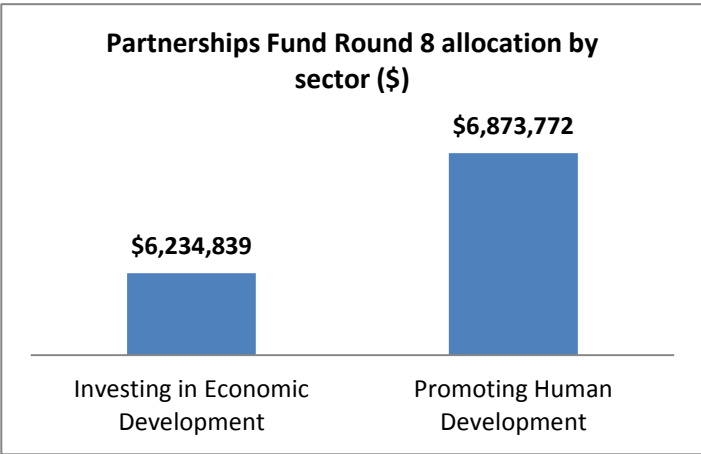 Partnerships Fund Round 8 allocation by
sector ($)
$6,873,772
$6,234,839
Investing in Economic
Development
Promoting Human
Development